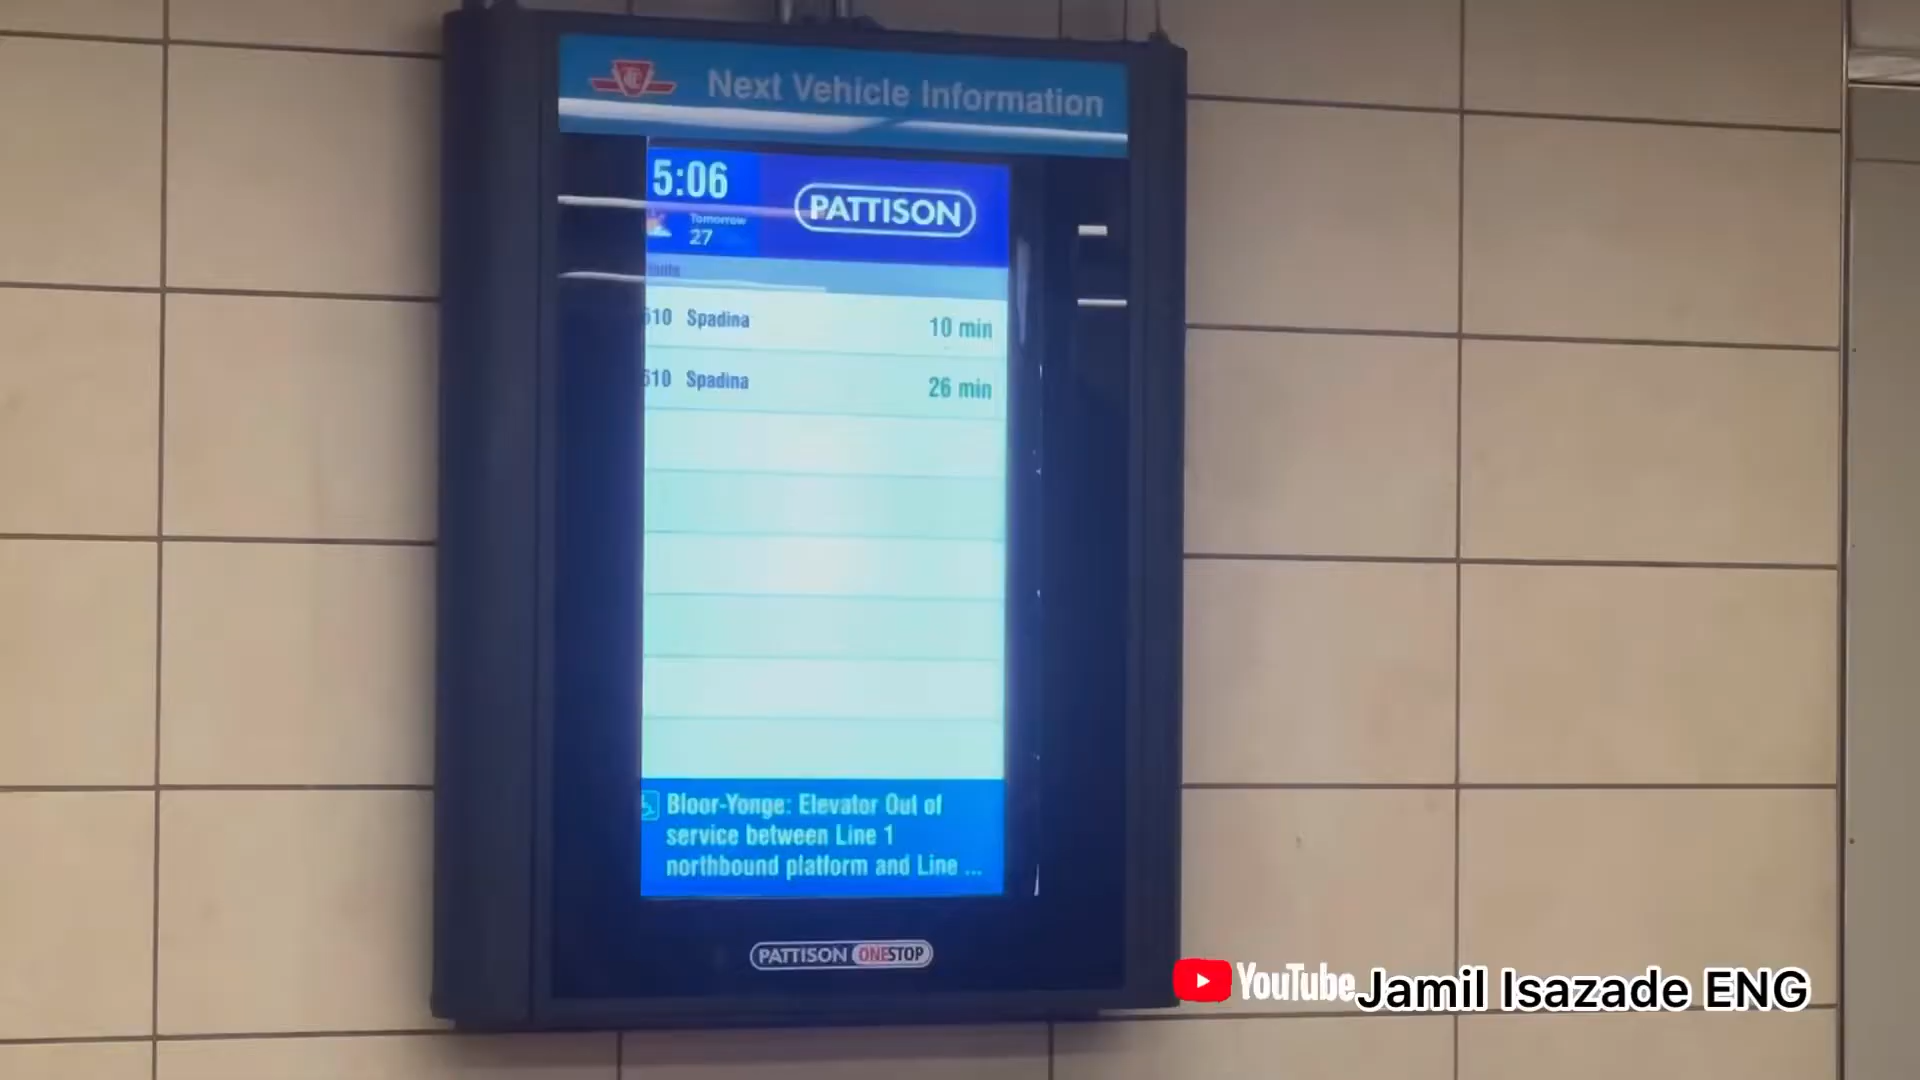 TTC
Next Vehicle Information
5:06
PATTISON
Tomorrow
27
510 Spadina 10 min
510 Spadina 26 min
Bloor-Yonge: Elevator Out of
service between Line 1
northbound platform and Line ...
PATTISON ONESTOP
YouTube Jamil Isazade ENG